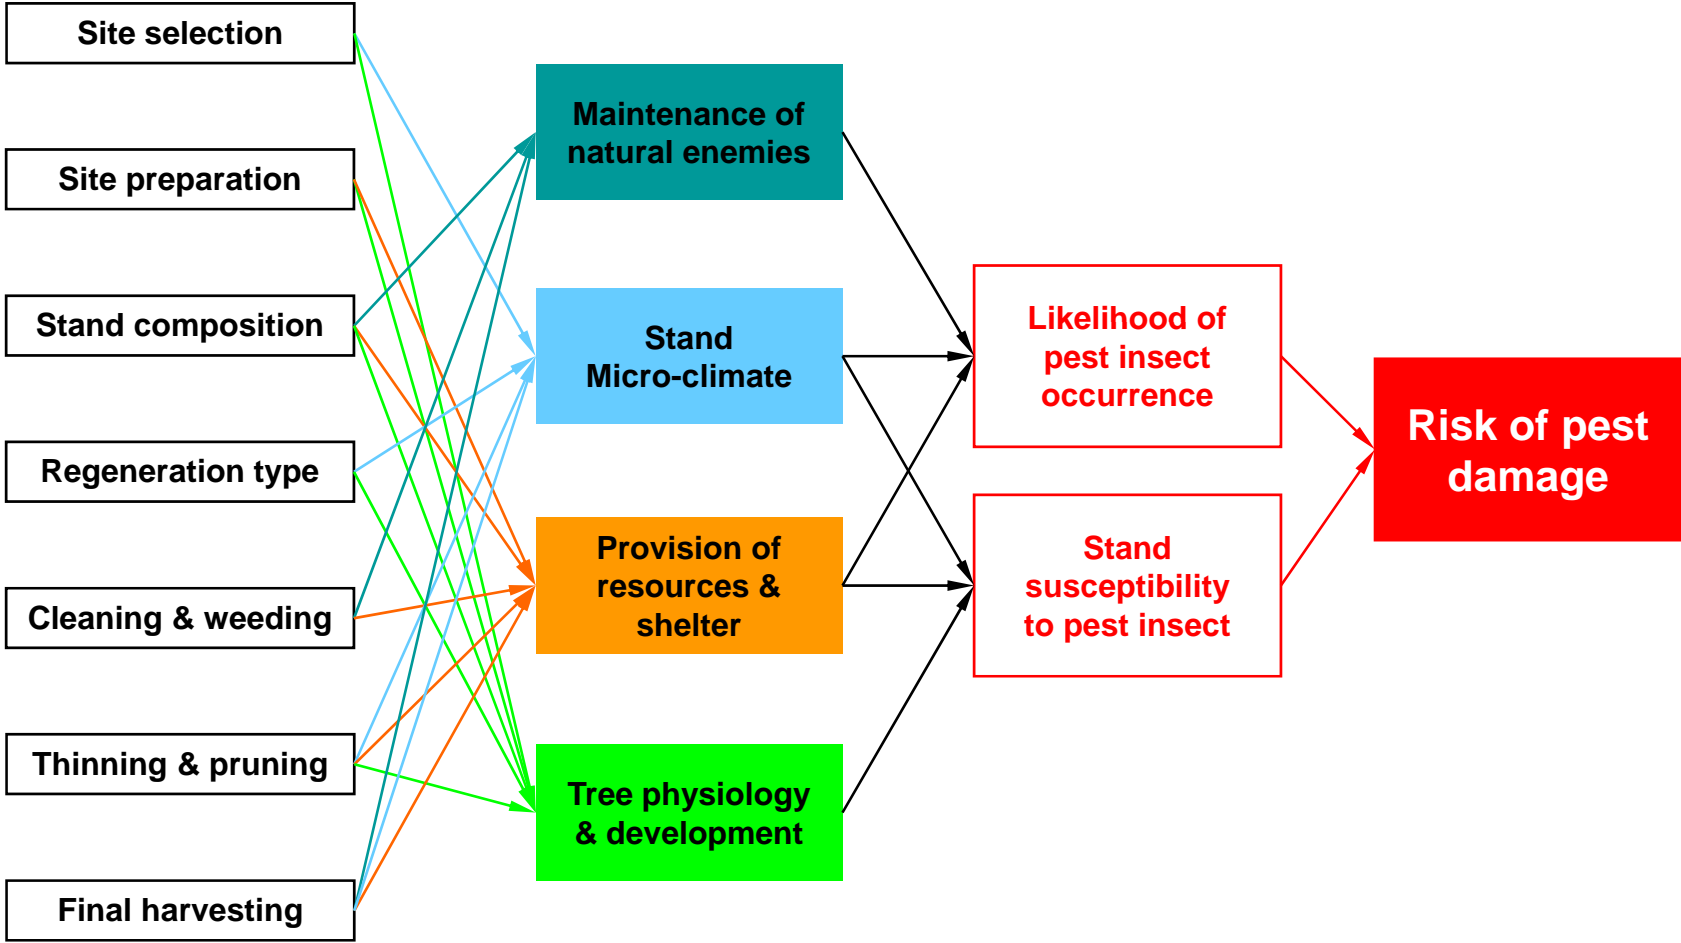 Site selection
Site preparation
Stand composition
Regeneration type
Cleaning & weeding
Thinning & pruning
Final harvesting
Maintenance of
natural enemies
Stand
Micro-climate
Provision of
resources &
shelter
Tree physiology
& development
Likelihood of
pest insect
occurrence
Stand
susceptibility
to pest insect
Risk of pest
damage